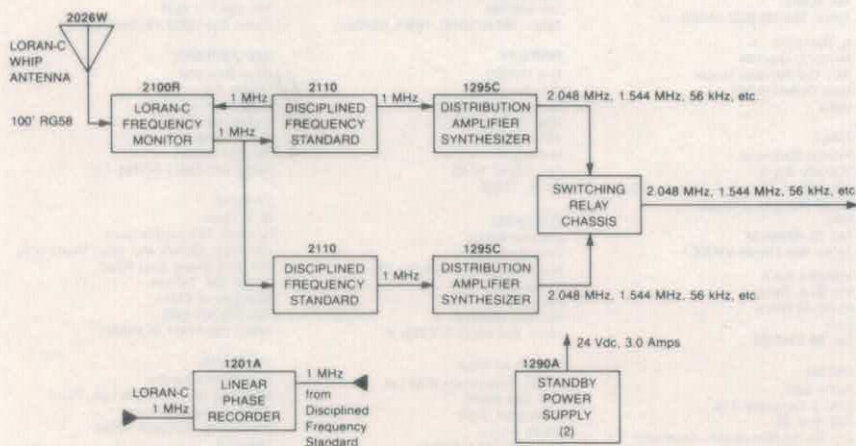 2026W
LORAN-C
WHIP
ANTENNA
100' RG58
2100R
LORAN-C
FREQUENCY
MONITOR
1 MHz
1 MHz
2110
DISCIPLINED
FREQUENCY
STANDARD
1 MHz
1295C
DISTRIBUTION
AMPLIFIER
SYNTHESIZER
2.048 MHz, 1.544 MHz, 56 kHz, etc.
SWITCHING
RELAY
CHASSIS
2.048 MHz, 1.544 MHz, 56 kHz, etc
2110
DISCIPLINED
FREQUENCY
STANDARD
1 MHz
1295C
DISTRIBUTION
AMPLIFIER
SYNTHESIZER
2.048 MHz, 1.544 MHz, 56 kHz, etc.
LORAN-C
1 MHz
1201A
LINEAR
PHASE
RECORDER
1 MHz
from
Disciplined
Frequency
Standard
24 Vdc, 3.0 Amps
1290A
STANDBY
POWER
SUPPLY
(2)